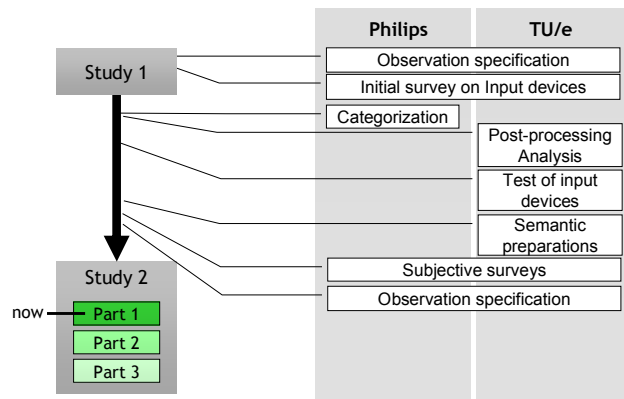 Philips
TU/e
Study 1
Observation specification
Initial survey on Input devices
Categorization
Post-processing
Analysis
Test of input
devices
Semantic
preparations
Subjective surveys
Observation specification
Study 2
now
Part 1
Part 2
Part 3